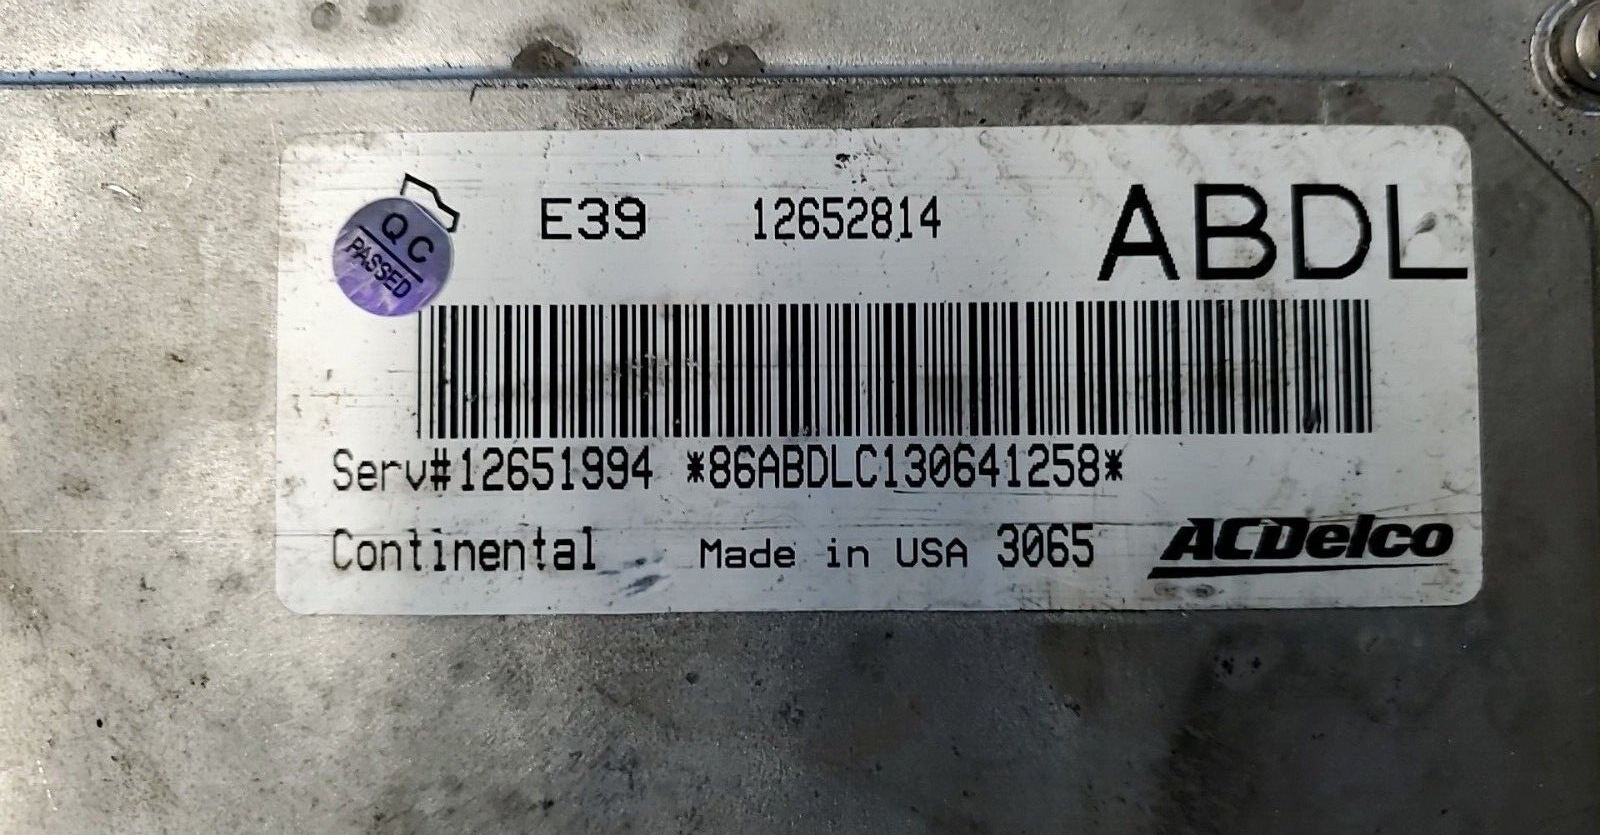 QC
PASSED
E39 12652814 ABDL
Serv#12651994 *86ABDLC130641258*
Continental Made in USA 3065 ACDelco